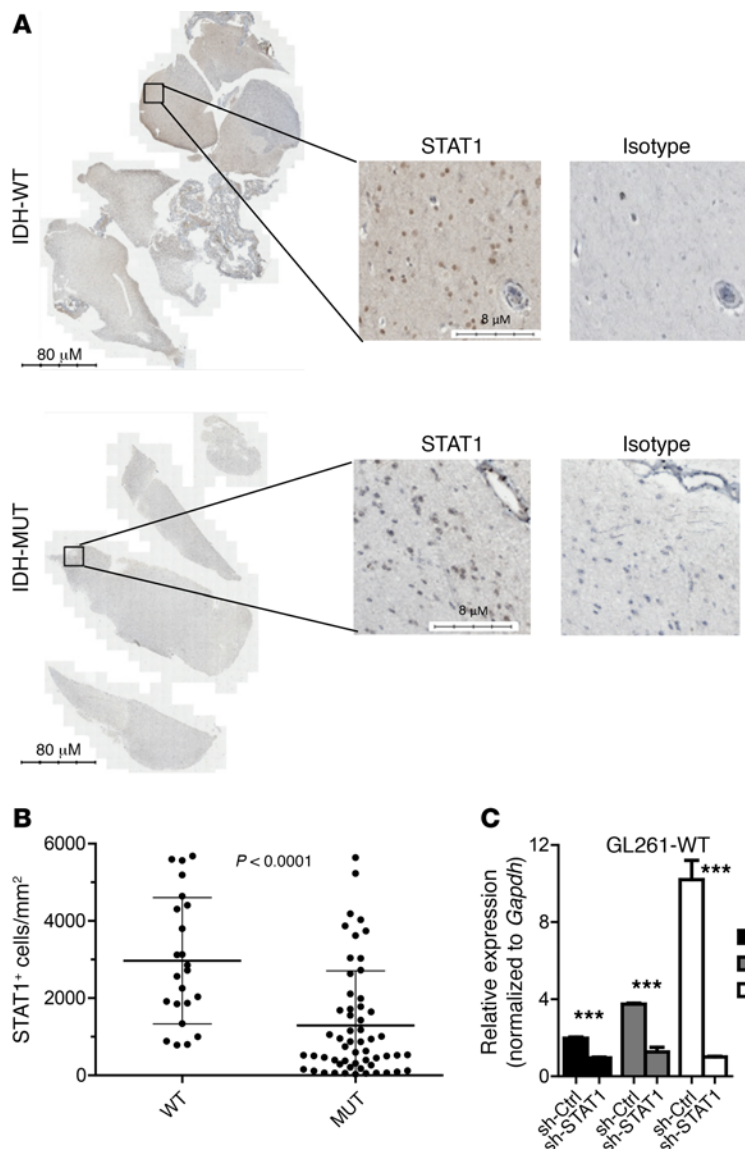 A
IDH-WT
STAT1
Isotype
8 µM
80 µM
IDH-MUT
STAT1
Isotype
8 µM
80 µM
B
STAT1+ cells/mm2
6000
4000
2000
0
P < 0.0001
WT
MUT
C
GL261-WT
Relative expression
(normalized to Gapdh)
12
8
4
0
***
***
***
sh-Ctrl
sh-STAT1
sh-Ctrl
sh-STAT1
sh-Ctrl
sh-STAT1